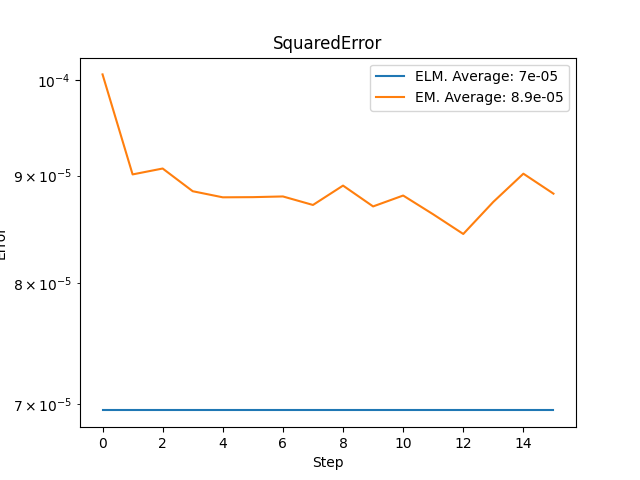 SquaredError
ELM. Average: 7e-05
EM. Average: 8.9e-05
Error
10⁻⁴
9 × 10⁻⁵
8 × 10⁻⁵
7 × 10⁻⁵
0 2 4 6 8 10 12 14
Step